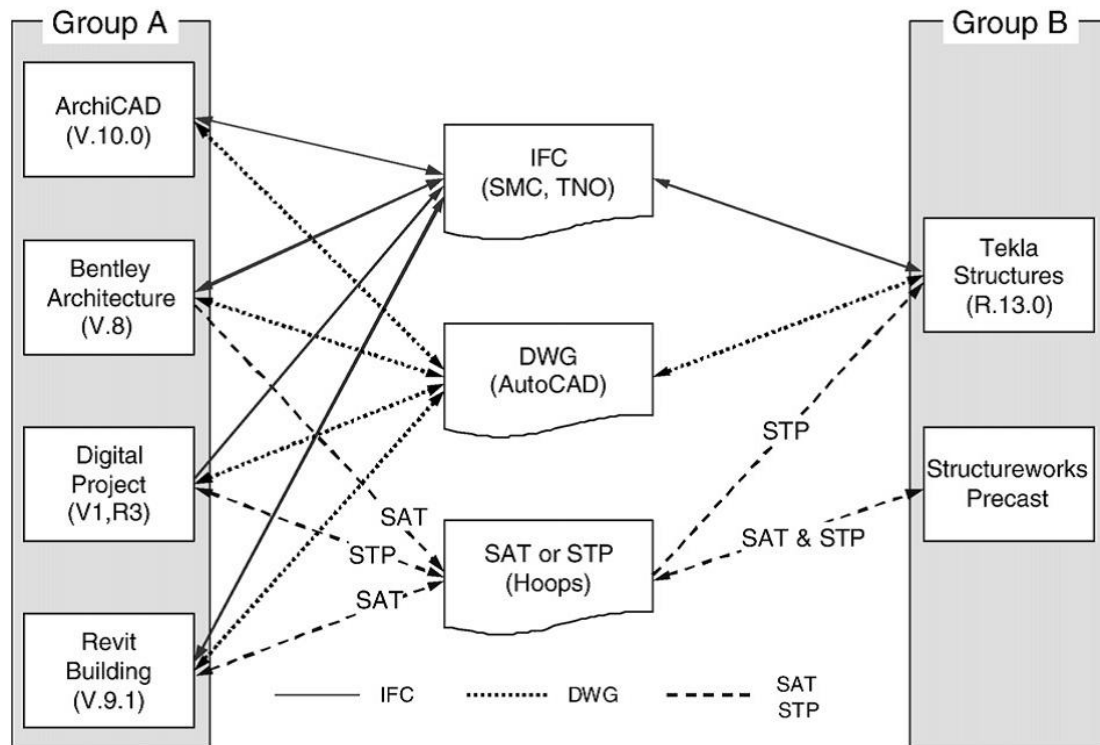 Group A
Group B
ArchiCAD
(V.10.0)
Bentley
Architecture
(V.8)
Digital
Project
(V1,R3)
Revit
Building
(V.9.1)
IFC
(SMC, TNO)
DWG
(AutoCAD)
SAT or STP
(Hoops)
SAT
STP
SAT
STP
SAT & STP
Tekla
Structures
(R.13.0)
Structureworks
Precast
IFC
DWG
SAT
STP